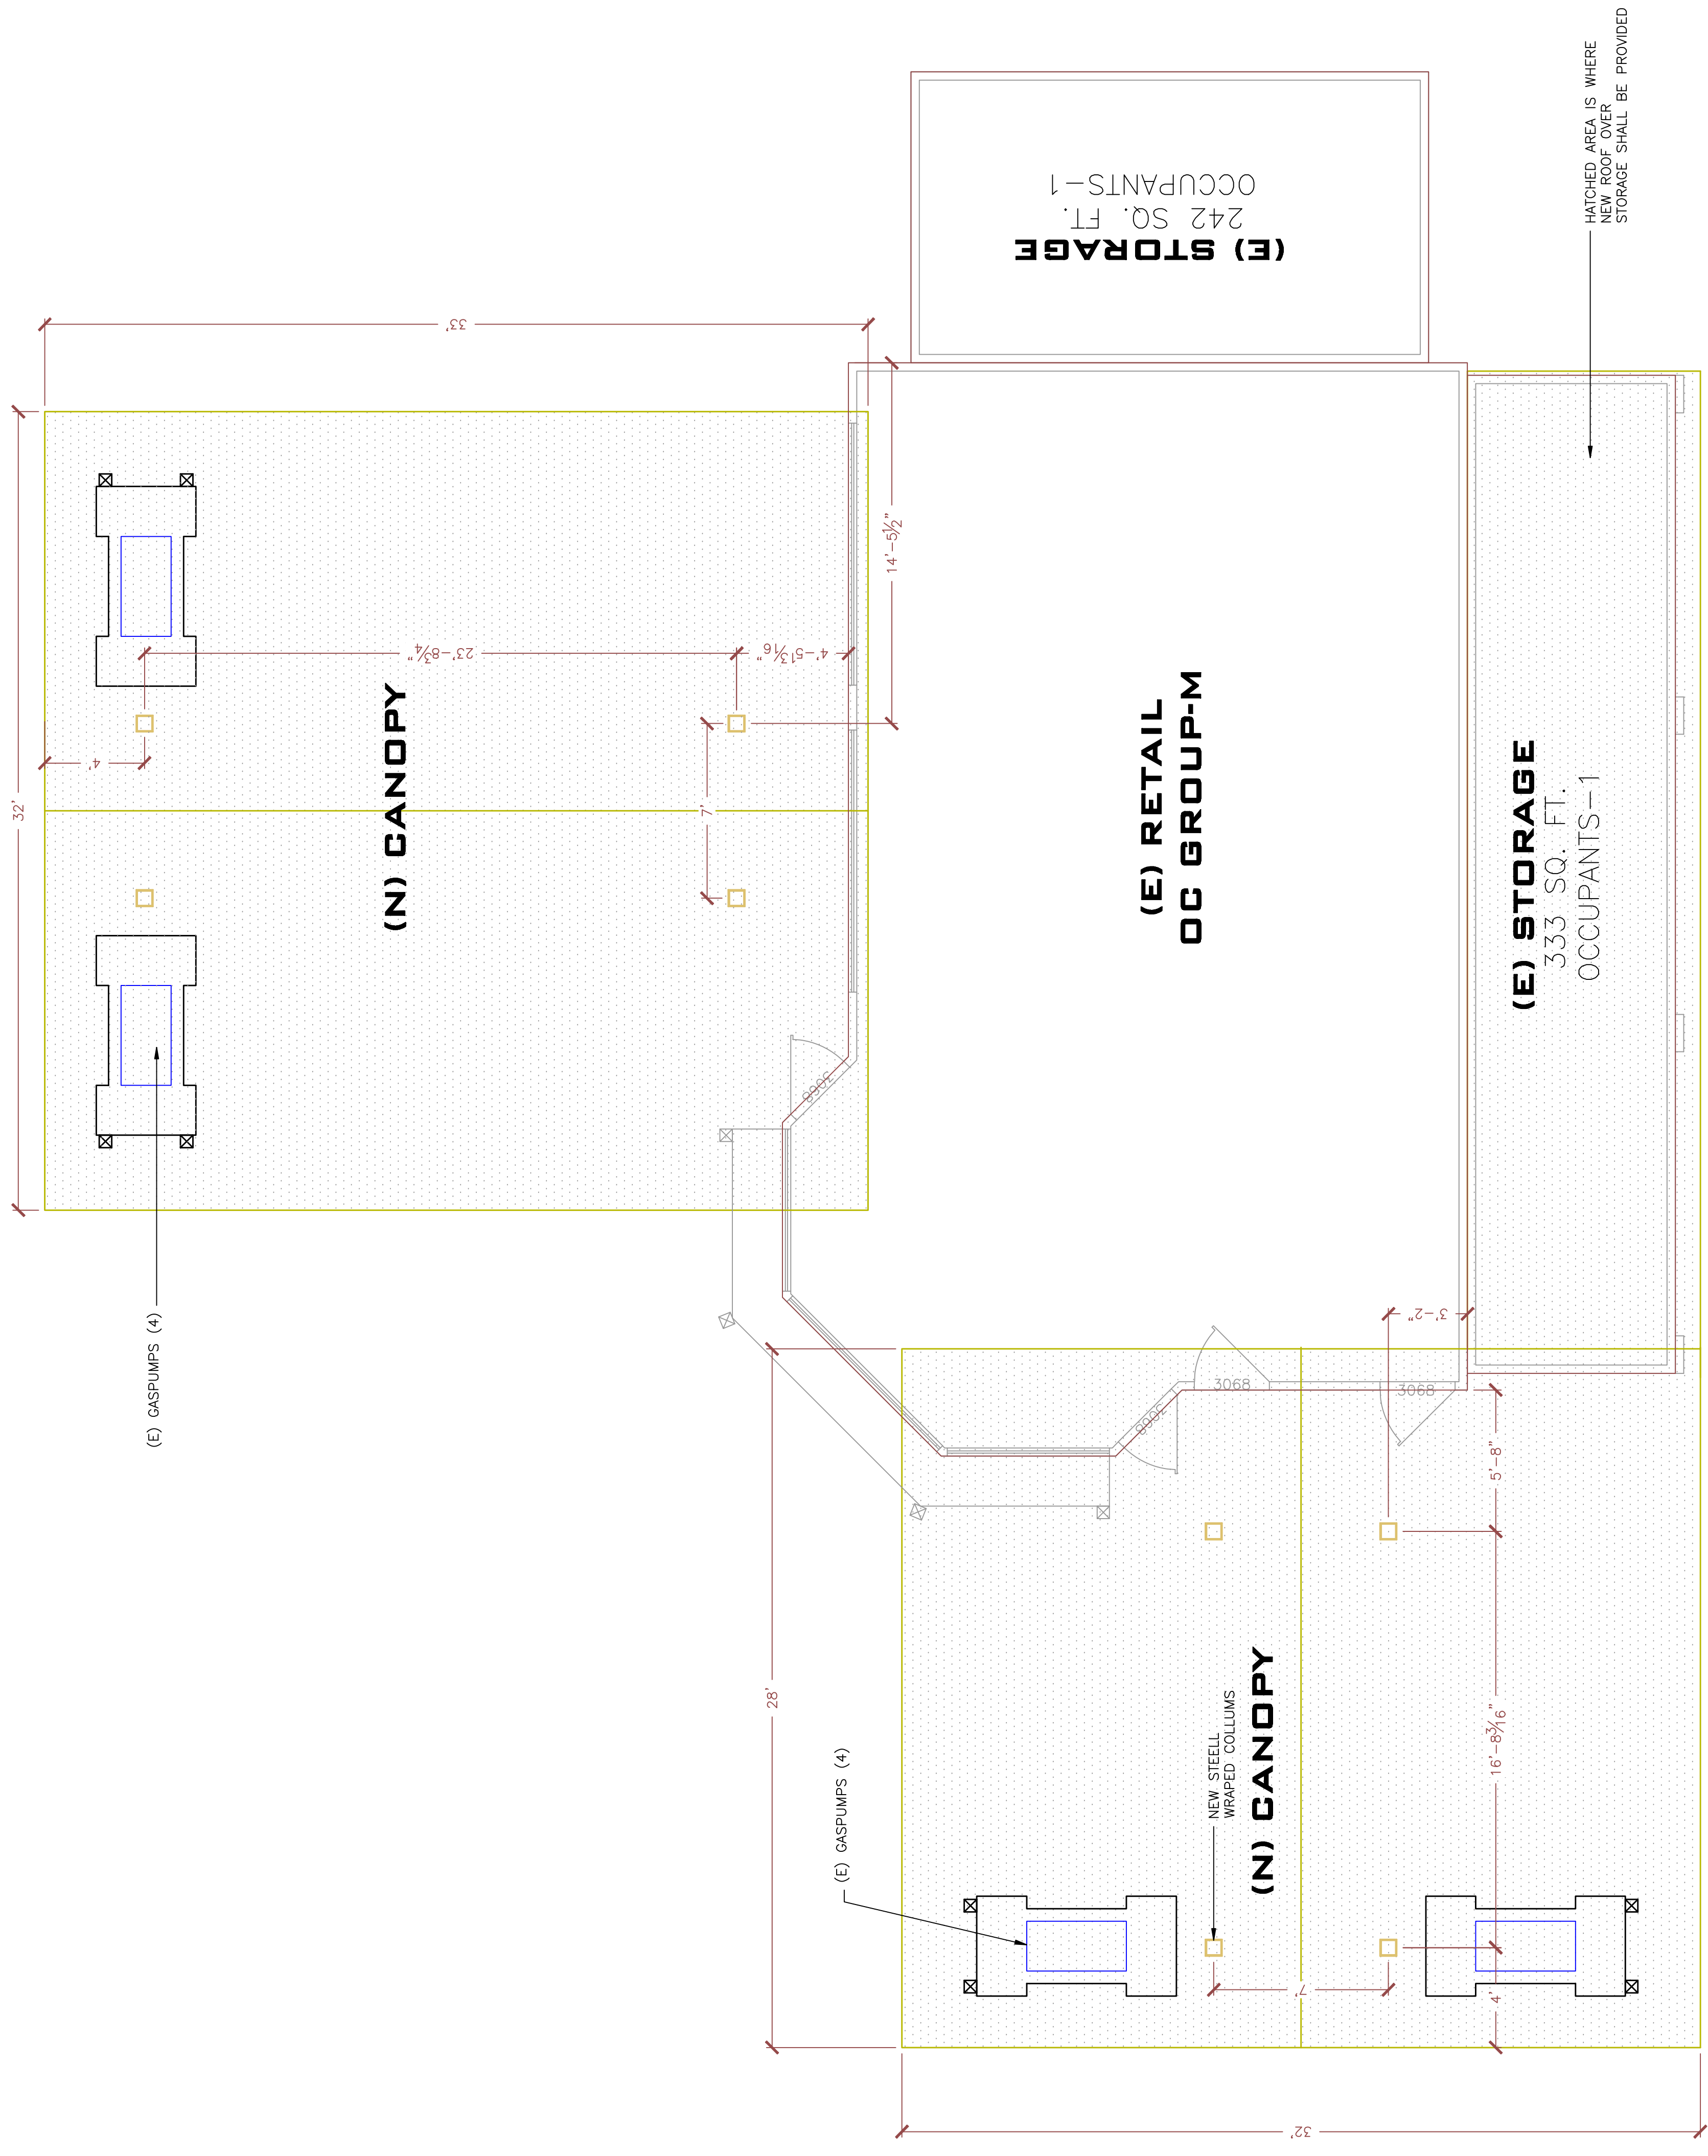 HATCHED AREA IS WHERE
NEW ROOF OVER
STORAGE SHALL BE PROVIDED
(E) STORAGE
242 SQ. FT.
OCCUPANTS-1
33'
32'
14'-5½"
23'-8¾"
4'-5 13/16"
4'
7'
(N) CANOPY
(E) RETAIL
OC GROUP-M
(E) STORAGE
333 SQ. FT.
OCCUPANTS-1
3068
(E) GASPUMPS (4)
3'-2"
3068
3068
3068
5'-8"
28'
16'-8 3/16"
(E) GASPUMPS (4)
NEW STEELL
WRAPED COLLUMS
(N) CANOPY
7'
4'
32'